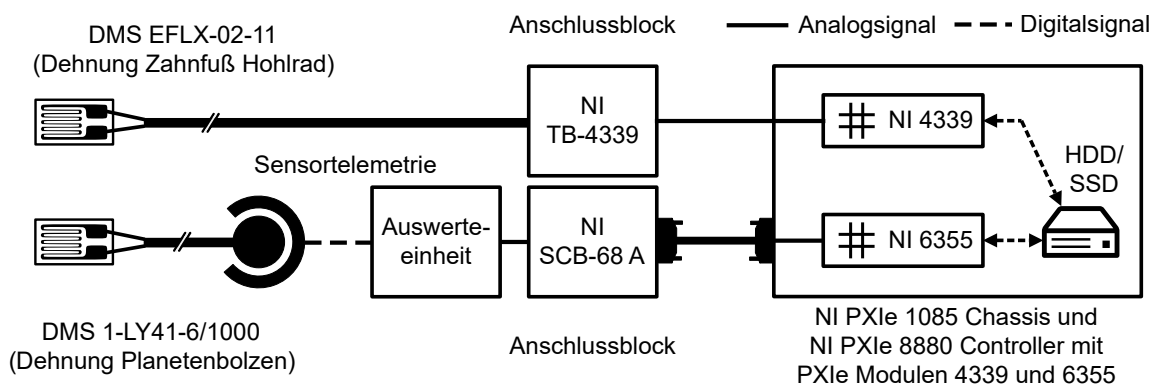 DMS EFLX-02-11
(Dehnung Zahnfuß Hohlrad)
Anschlussblock
Analogsignal
Digitalsignal
NI
TB-4339
NI 4339
HDD/
SSD
Sensortelemetrie
Auswerte-
einheit
NI
SCB-68 A
NI 6355
DMS 1-LY41-6/1000
(Dehnung Planetenbolzen)
Anschlussblock
NI PXIe 1085 Chassis und
NI PXIe 8880 Controller mit
PXIe Modulen 4339 und 6355